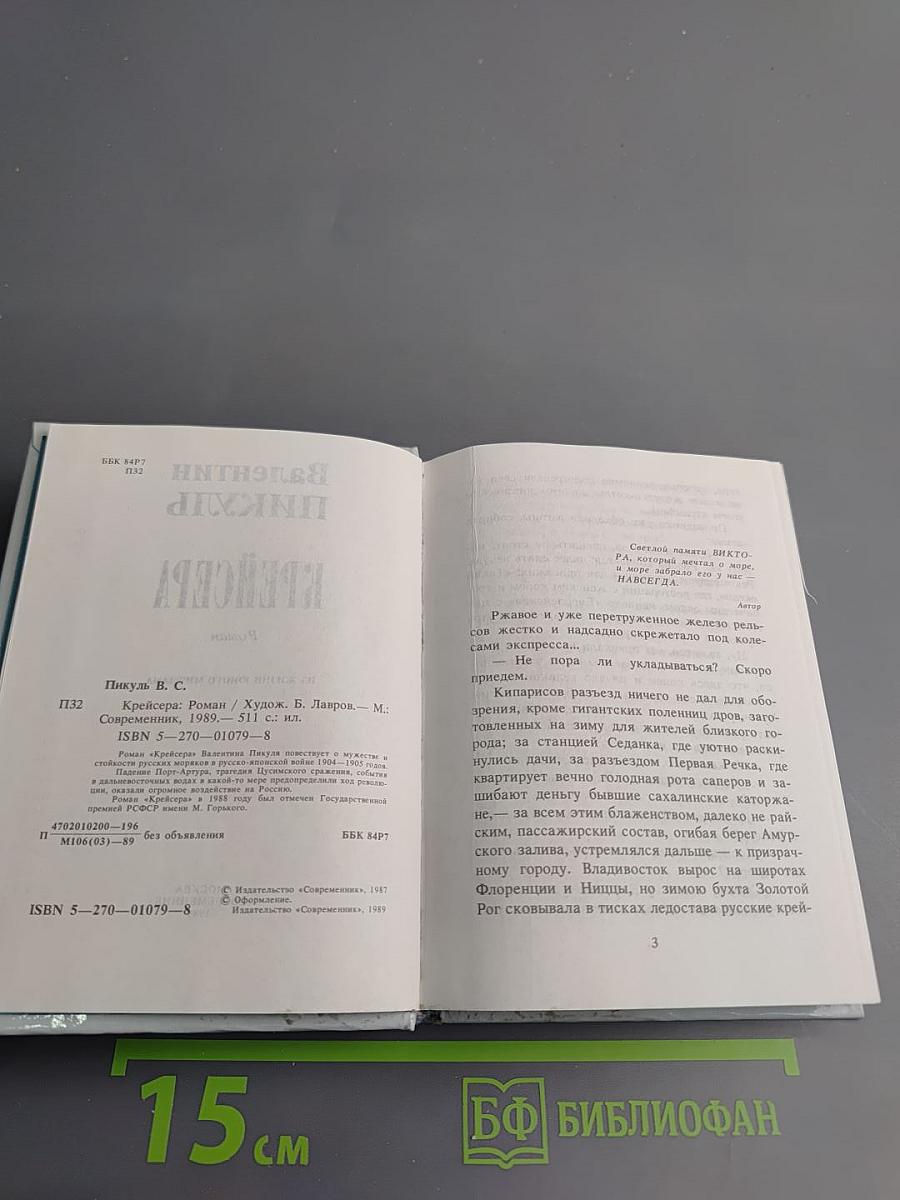 ББК 84Р7
П32
Валентин
ПИКУЛЬ
КРЕЙСЕРА
Роман
Пикуль В. С.
П32 Крейсера: Роман / Худож. Б. Лавров.— М.:
Современник, 1989.— 511 с.: ил.
ISBN 5—270—01079—8
Роман «Крейсера» Валентина Пикуля повествует о мужестве и
стойкости русских моряков в русско-японской войне 1904—1905 годов.
Падение Порт-Артура, трагедия Цусимского сражения, события
в дальневосточных водах в какой-то мере предопределили ход револю-
ции, оказали огромное воздействие на Россию.
Роман «Крейсера» в 1988 году был отмечен Государственной
премией РСФСР имени М. Горького.
П 4702010200—196
М106(03)—89 без объявления ББК 84Р7
© Издательство «Современник», 1987
© Оформление.
Издательство «Современник», 1989
ISBN 5—270—01079—8
Светлой памяти ВИКТО-
РА, который мечтал о море,
и море забрало его у нас —
НАВСЕГДА.
Автор
Ржавое и уже перетруженное железо рель-
сов жестко и надсадно скрежетало под коле-
сами экспресса...
— Не пора ли укладываться? Скоро
приедем.
Кипарисов разъезд ничего не дал для обо-
зрения, кроме гигантских поленниц дров, заго-
товленных на зиму для жителей близкого го-
рода; за станцией Седанка, где уютно раски-
нулись дачи, за разъездом Первая Речка, где
квартирует вечно голодная рота саперов и за-
шибают деньгу бывшие сахалинские каторжа-
не,— за всем этим блаженством, далеко не рай-
ским, пассажирский состав, огибая берег Амур-
ского залива, устремлялся дальше — к призрач-
ному городу. Владивосток вырос на широтах
Флоренции и Ниццы, но зимою бухта Золотой
Рог сковывала в тисках ледостава русские крей-
3
15 см
БФ БИБЛИОФАН